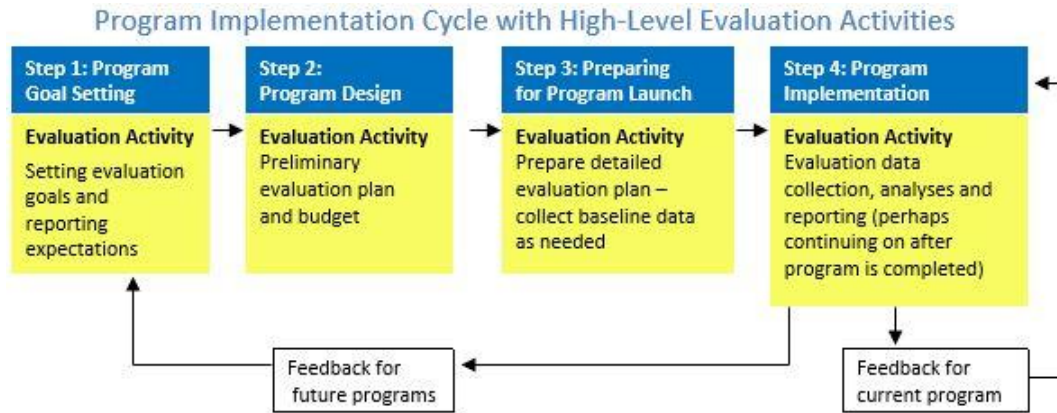 Program Implementation Cycle with High-Level Evaluation Activities
Step 1: Program
Goal Setting
Evaluation Activity
Setting evaluation
goals and
reporting
expectations
Step 2:
Program Design
Evaluation Activity
Preliminary
evaluation plan
and budget
Step 3: Preparing
for Program Launch
Evaluation Activity
Prepare detailed
evaluation plan –
collect baseline data
as needed
Step 4: Program
Implementation
Evaluation Activity
Evaluation data
collection, analyses and
reporting (perhaps
continuing on after
program is completed)
Feedback for
future programs
Feedback for
current program